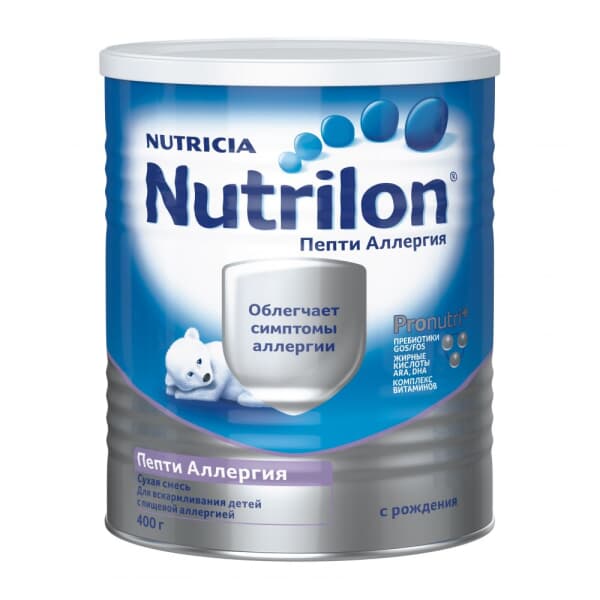 NUTRICIA
Nutrilon®
Пепти Аллергия
Облегчает
симптомы
аллергии
Pronutri+
ПРЕБИОТИКИ
GOS/FOS
ЖИРНЫЕ
КИСЛОТЫ
ARA, DHA
КОМПЛЕКС
ВИТАМИНОВ
Пепти Аллергия
Сухая смесь
Для вскармливания детей
с пищевой аллергией
400 г
с рождения